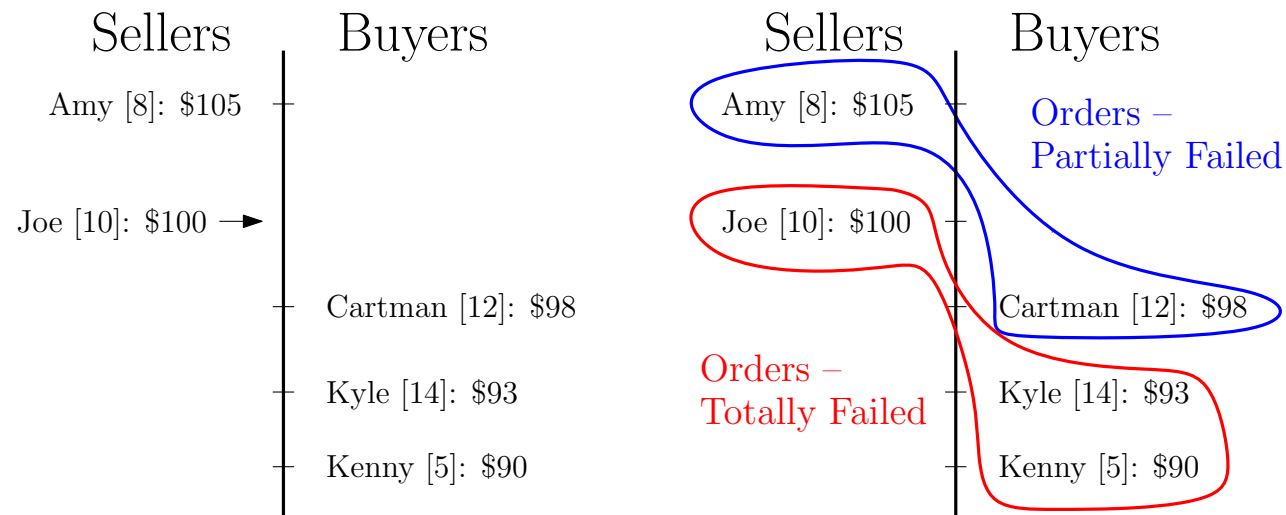 Sellers Buyers
Amy [8]: $105
Joe [10]: $100
Cartman [12]: $98
Kyle [14]: $93
Kenny [5]: $90
Sellers Buyers
Amy [8]: $105
Orders –
Partially Failed
Joe [10]: $100
Cartman [12]: $98
Orders –
Totally Failed
Kyle [14]: $93
Kenny [5]: $90